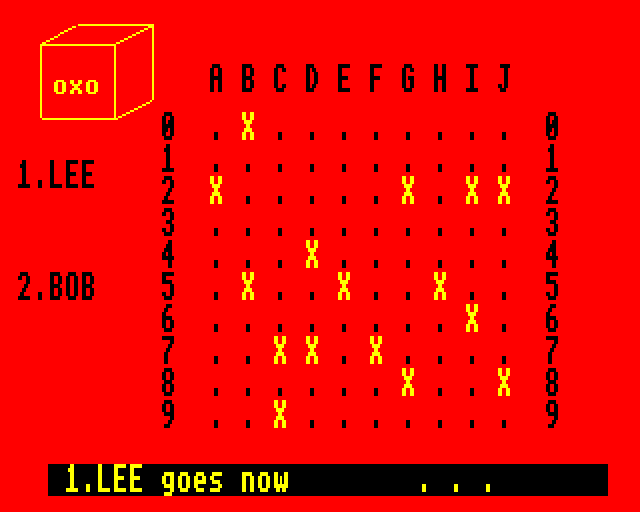 oxo
A B C D E F G H I J
0 . X . . . . . . . . 0
1 . . . . . . . . . . 1
1.LEE
2 X . . . . . X . X X 2
3 . . . . . . . . . . 3
4 . . . X . . . . . . 4
2.BOB
5 . X . . X . . X . . 5
6 . . . . . . . . X . 6
7 . . X X . X . . . . 7
8 . . . . . . X . . X 8
9 . . X . . . . . . . 9
1.LEE goes now . . .